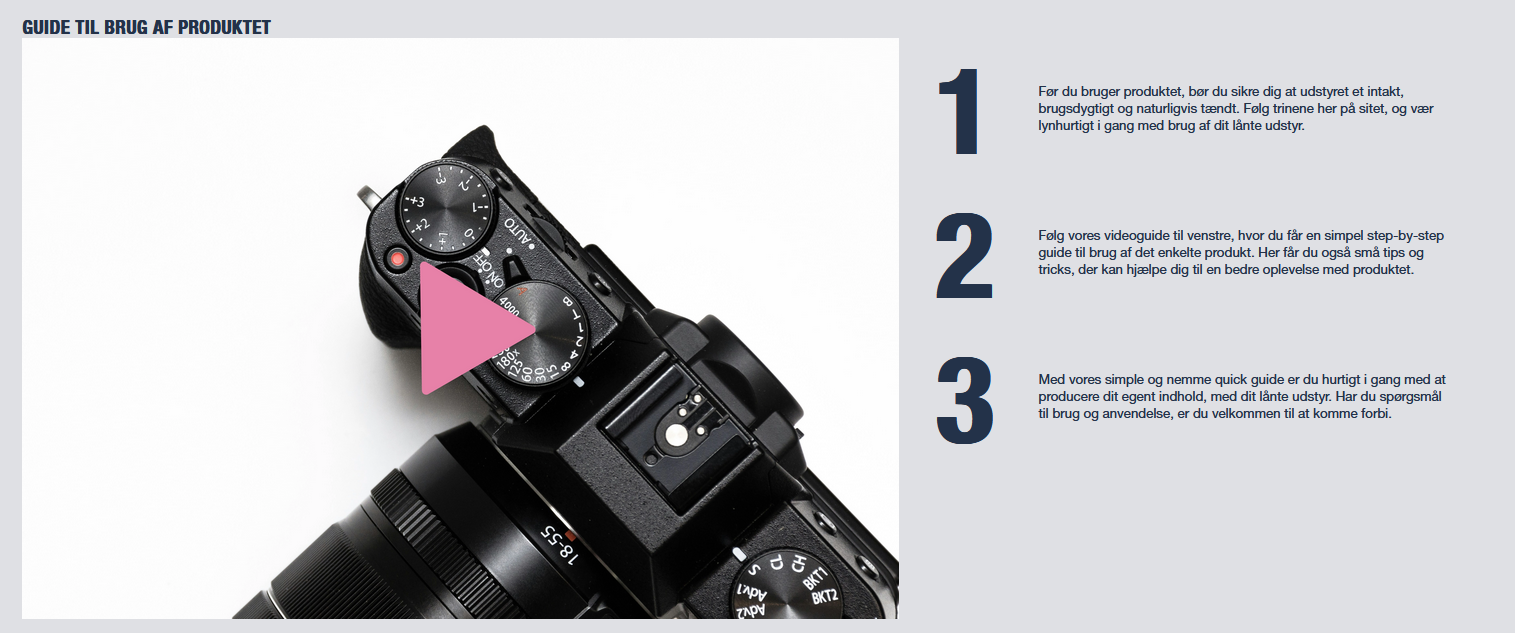 GUIDE TIL BRUG AF PRODUKTET
1
Før du bruger produktet, bør du sikre dig at udstyret et intakt,
brugsdygtigt og naturligvis tændt. Følg trinene her på sitet, og vær
lynhurtigt i gang med brug af dit lånte udstyr.
2
Følg vores videoguide til venstre, hvor du får en simpel step-by-step
guide til brug af det enkelte produkt. Her får du også små tips og
tricks, der kan hjælpe dig til en bedre oplevelse med produktet.
3
Med vores simple og nemme quick guide er du hurtigt i gang med at
producere dit egent indhold, med dit lånte udstyr. Har du spørgsmål
til brug og anvendelse, er du velkommen til at komme forbi.
-3
-2
-1
0
+1
+2
+3
AUTO
ON OFF
4000
B
T
1
2
4
8
15
30
60
125
180x
18-55
S
CH
BKT1
BKT2
Adv.1
Adv.2